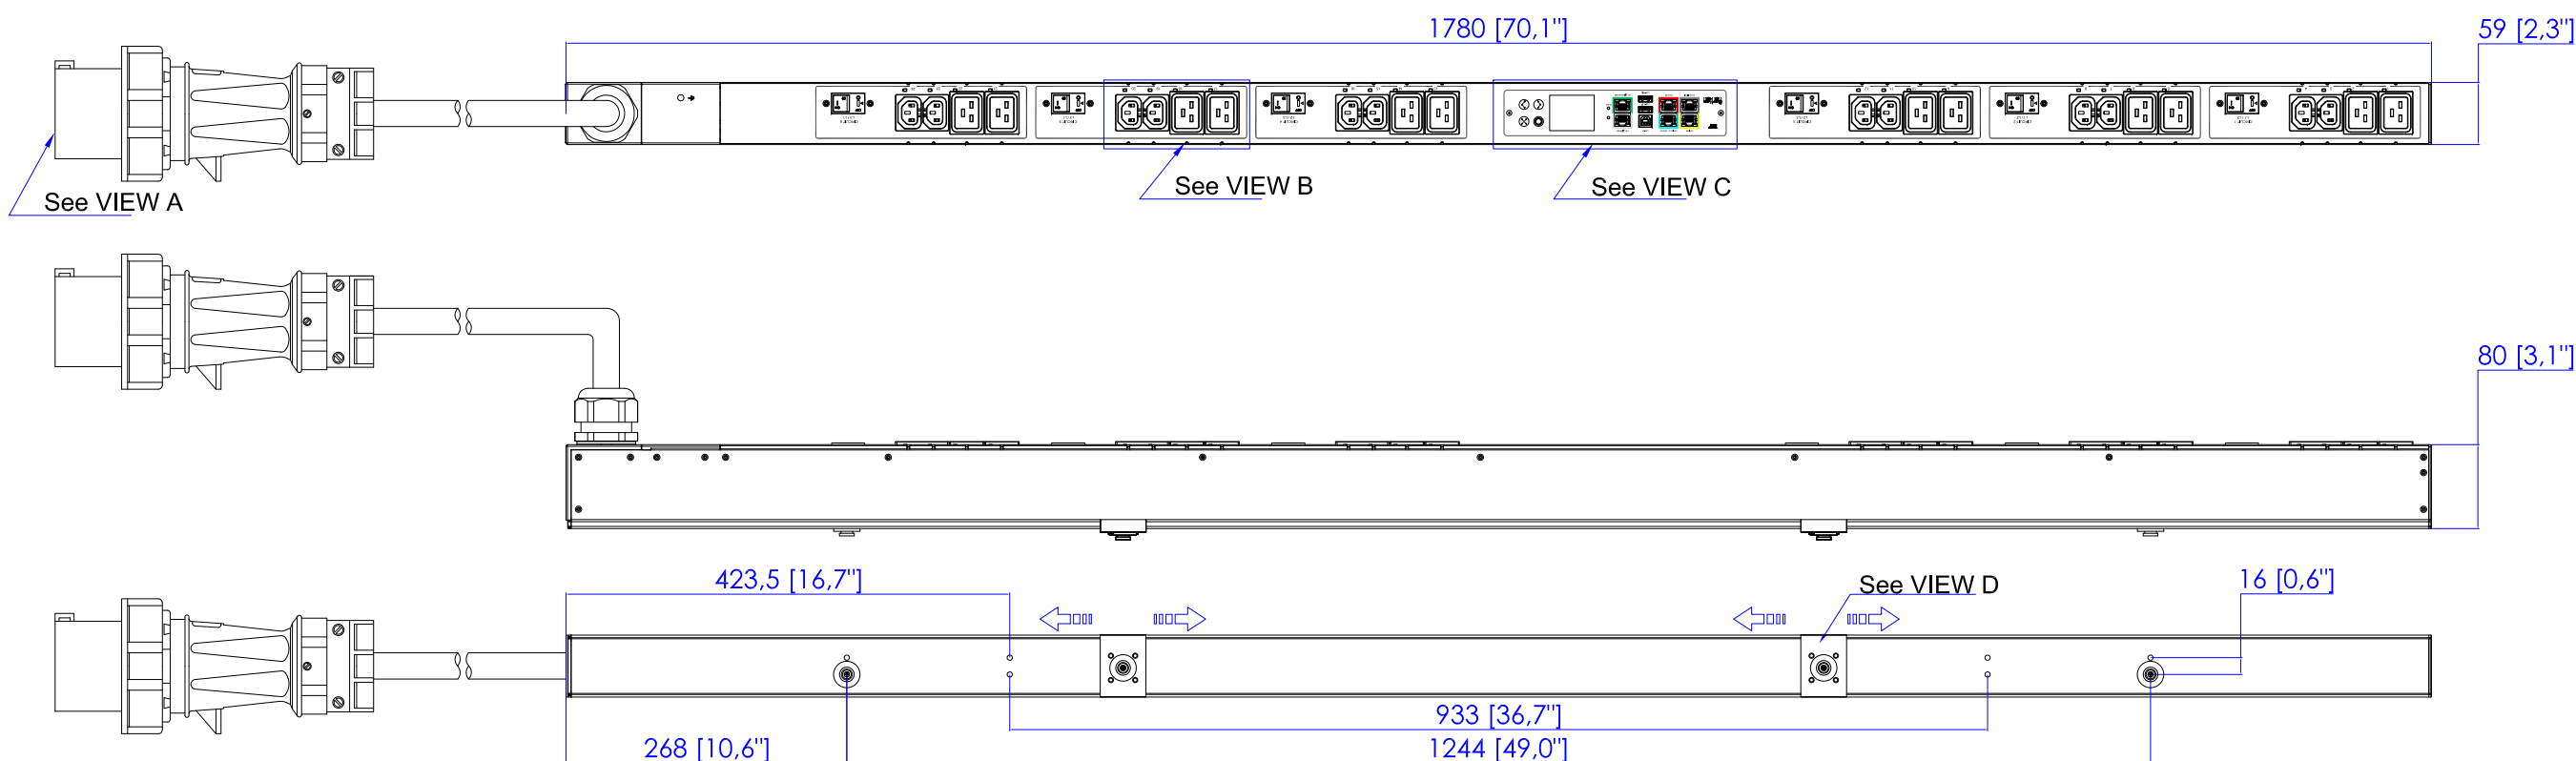 1780 [70,1"]
59 [2,3"]
See VIEW A
See VIEW B
See VIEW C
80 [3,1"]
423,5 [16,7"]
See VIEW D
16 [0,6"]
933 [36,7"]
268 [10,6"]
1244 [49,0"]